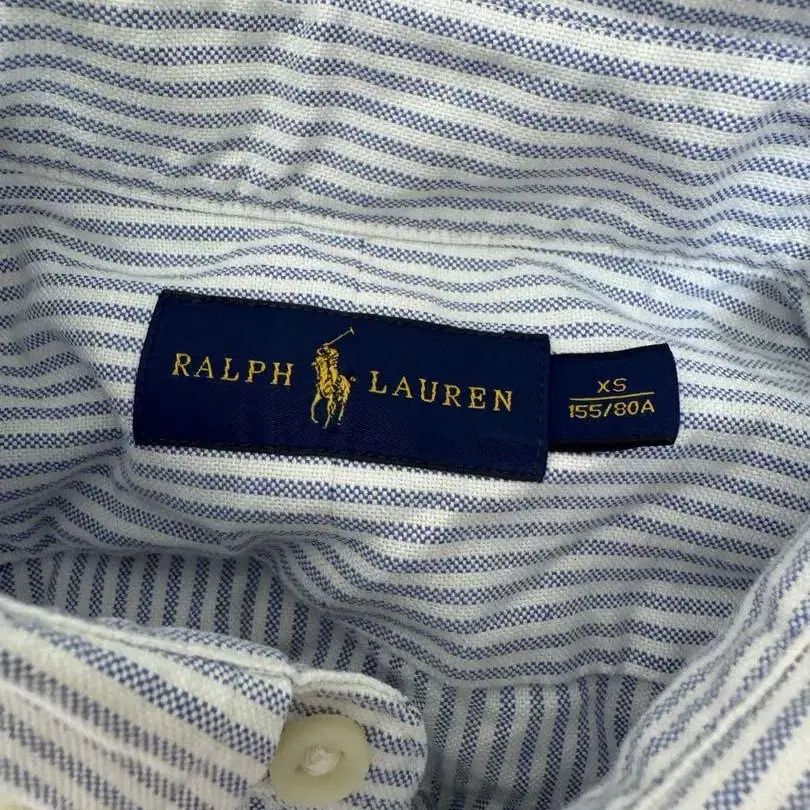 RALPH LAUREN
XS
155/80A